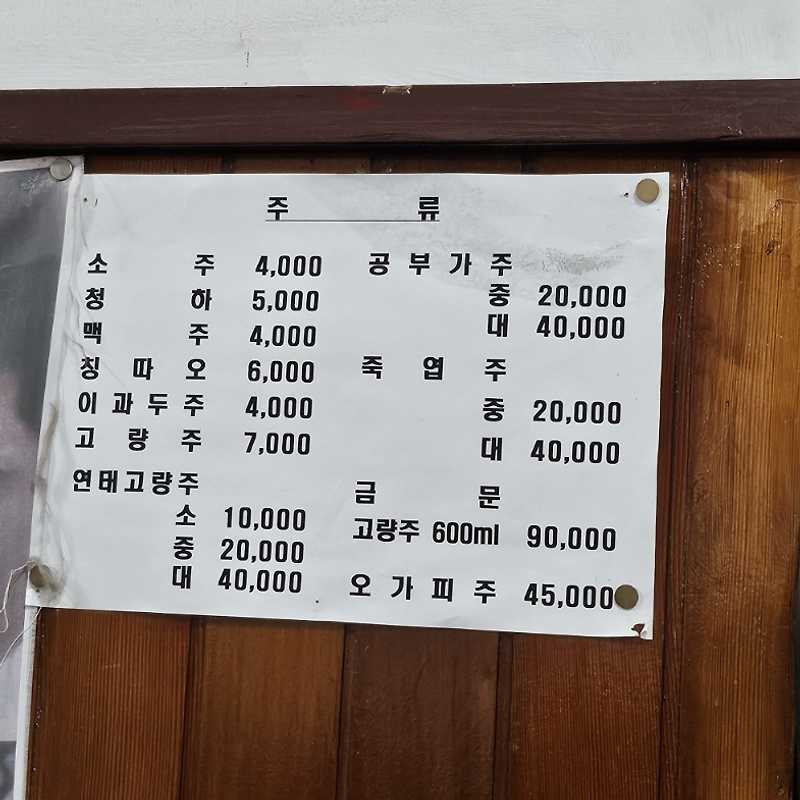 주 류
소 주 4,000
청 하 5,000
맥 주 4,000
칭 따 오 6,000
이 과 두 주 4,000
고 량 주 7,000
연태고량주
소 10,000
중 20,000
대 40,000
공 부 가 주
중 20,000
대 40,000
죽 엽 주
중 20,000
대 40,000
금 문
고량주 600ml 90,000
오 가 피 주 45,000